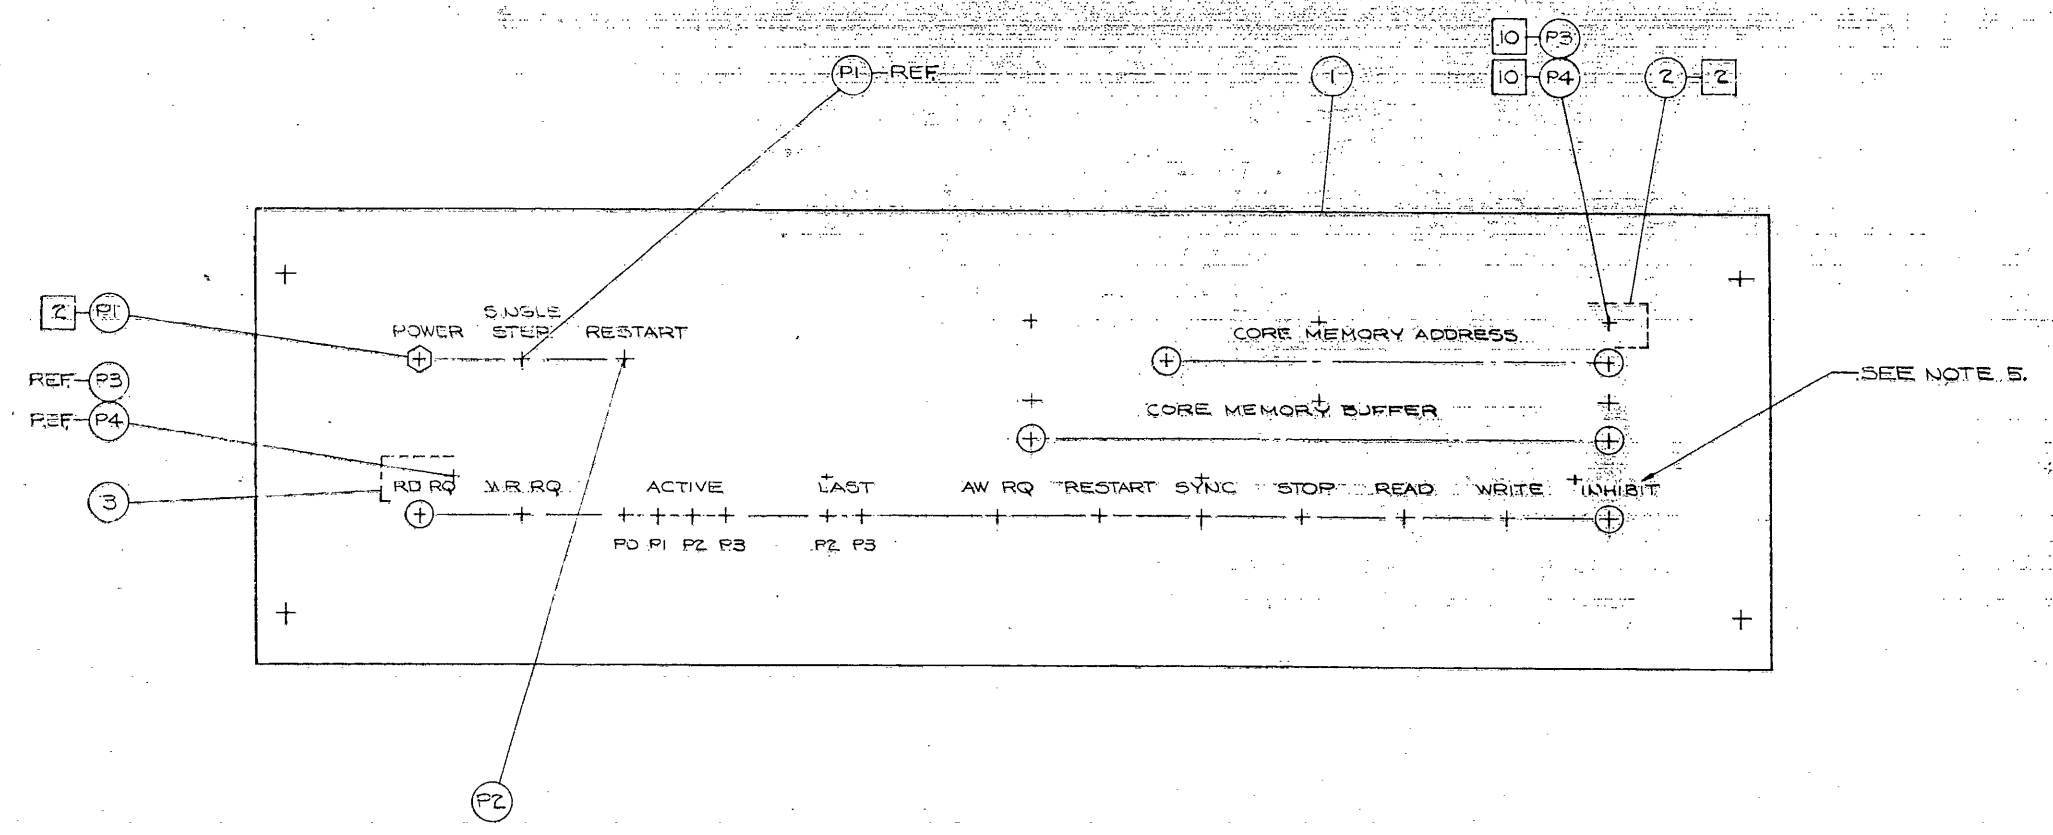 10 P3
P1 REF
1
10 P4
2 2
2 P1
SINGLE
POWER STEP RESTART
CORE MEMORY ADDRESS
REF P3
SEE NOTE 5.
REF P4
CORE MEMORY BUFFER
3
RD RQ WR RQ ACTIVE LAST AW RQ RESTART SYNC STOP READ WRITE INHIBIT
P0 P1 P2 P3 P2 P3
P2